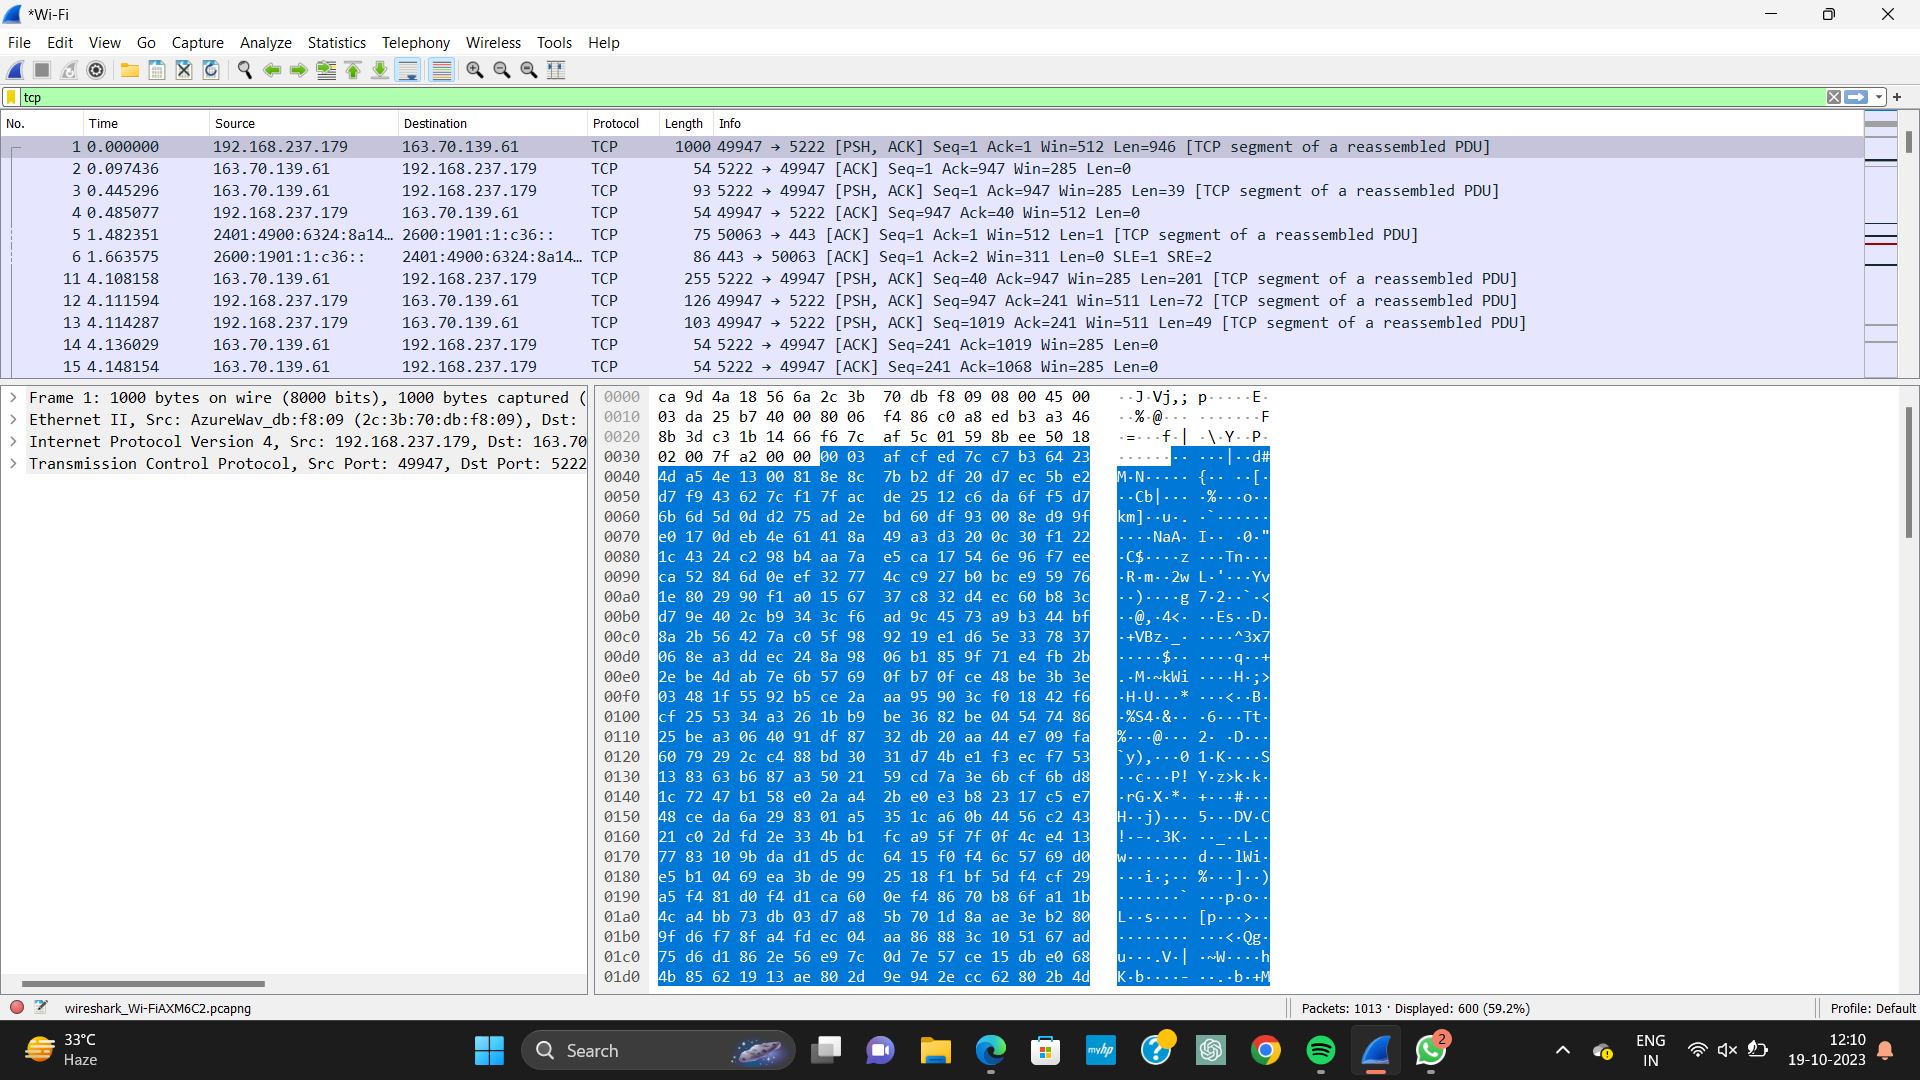 *Wi-Fi
File Edit View Go Capture Analyze Statistics Telephony Wireless Tools Help
tcp
No. Time Source Destination Protocol Length Info
1 0.000000 192.168.237.179 163.70.139.61 TCP 1000 49947 → 5222 [PSH, ACK] Seq=1 Ack=1 Win=512 Len=946 [TCP segment of a reassembled PDU]
2 0.097436 163.70.139.61 192.168.237.179 TCP 54 5222 → 49947 [ACK] Seq=1 Ack=947 Win=285 Len=0
3 0.445296 163.70.139.61 192.168.237.179 TCP 93 5222 → 49947 [PSH, ACK] Seq=1 Ack=947 Win=285 Len=39 [TCP segment of a reassembled PDU]
4 0.485077 192.168.237.179 163.70.139.61 TCP 54 49947 → 5222 [ACK] Seq=947 Ack=40 Win=512 Len=0
5 1.482351 2401:4900:6324:8a14… 2600:1901:1:c36:: TCP 75 50063 → 443 [ACK] Seq=1 Ack=1 Win=512 Len=1 [TCP segment of a reassembled PDU]
6 1.663575 2600:1901:1:c36:: 2401:4900:6324:8a14… TCP 86 443 → 50063 [ACK] Seq=1 Ack=2 Win=311 Len=0 SLE=1 SRE=2
11 4.108158 163.70.139.61 192.168.237.179 TCP 255 5222 → 49947 [PSH, ACK] Seq=40 Ack=947 Win=285 Len=201 [TCP segment of a reassembled PDU]
12 4.111594 192.168.237.179 163.70.139.61 TCP 126 49947 → 5222 [PSH, ACK] Seq=947 Ack=241 Win=511 Len=72 [TCP segment of a reassembled PDU]
13 4.114287 192.168.237.179 163.70.139.61 TCP 103 49947 → 5222 [PSH, ACK] Seq=1019 Ack=241 Win=511 Len=49 [TCP segment of a reassembled PDU]
14 4.136029 163.70.139.61 192.168.237.179 TCP 54 5222 → 49947 [ACK] Seq=241 Ack=1019 Win=285 Len=0
15 4.148154 163.70.139.61 192.168.237.179 TCP 54 5222 → 49947 [ACK] Seq=241 Ack=1068 Win=285 Len=0
Frame 1: 1000 bytes on wire (8000 bits), 1000 bytes captured (
Ethernet II, Src: AzureWav_db:f8:09 (2c:3b:70:db:f8:09), Dst:
Internet Protocol Version 4, Src: 192.168.237.179, Dst: 163.70
Transmission Control Protocol, Src Port: 49947, Dst Port: 5222
0000 ca 9d 4a 18 56 6a 2c 3b 70 db f8 09 08 00 45 00 ··J·Vj,; p·····E·
0010 03 da 25 b7 40 00 80 06 f4 86 c0 a8 ed b3 a3 46 ··%·@··· ·······F
0020 8b 3d c3 1b 14 66 f6 7c af 5c 01 59 8b ee 50 18 ·=···f·| ·\·Y··P·
0030 02 00 7f a2 00 00 00 03 af cf ed 7c c7 b3 64 23 ········ ···|··d#
0040 4d a5 4e 13 00 81 8e 8c 7b b2 df 20 d7 ec 5b e2 M·N····· {·· ··[·
0050 d7 f9 43 62 7c f1 7f ac de 25 12 c6 da 6f f5 d7 ··Cb|··· ·%···o··
0060 6b 6d 5d 0d d2 75 ad 2e bd 60 df 93 00 8e d9 9f km]··u·. ·`······
0070 e0 17 0d eb 4e 61 41 8a 49 a3 d3 20 0c 30 f1 22 ····NaA· I·· ·0·"
0080 1c 43 24 c2 98 b4 aa 7a e5 ca 17 54 6e 96 f7 ee ·C$····z ···Tn···
0090 ca 52 84 6d 0e ef 32 77 4c c9 27 b0 bc e9 59 76 ·R·m··2w L·'···Yv
00a0 1e 80 29 90 f1 a0 15 67 37 c8 32 d4 ec 60 b8 3c ··)····g 7·2··`·<
00b0 d7 9e 40 2c b9 34 3c f6 ad 9c 45 73 a9 b3 44 bf ··@,·4<· ··Es··D·
00c0 8a 2b 56 42 7a c0 5f 98 92 19 e1 d6 5e 33 78 37 ·+VBz·_· ····^3x7
00d0 06 8e a3 dd ec 24 8a 98 06 b1 85 9f 71 e4 fb 2b ·····$·· ····q··+
00e0 2e be 4d ab 7e 6b 57 69 0f b7 0f ce 48 be 3b 3e .·M·~kWi ····H·;>
00f0 03 48 1f 55 92 b5 ce 2a aa 95 90 3c f0 18 42 f6 ·H·U···* ···<··B·
0100 cf 25 53 34 a3 26 1b b9 be 36 82 be 04 54 74 86 ·%S4·&·· ·6···Tt·
0110 25 be a3 06 40 91 df 87 32 db 20 aa 44 e7 09 fa %···@··· 2· ·D···
0120 60 79 29 2c c4 88 bd 30 31 d7 4b e1 f3 ec f7 53 `y),···0 1·K····S
0130 13 83 63 b6 87 a3 50 21 59 cd 7a 3e 6b cf 6b d8 ··c···P! Y·z>k·k·
0140 1c 72 47 b1 58 e0 2a a4 2b e0 e3 b8 23 17 c5 e7 ·rG·X·*· +···#···
0150 48 ce da 6a 29 83 01 a5 35 1c a6 0b 44 56 c2 43 H··j)··· 5···DV·C
0160 21 c0 2d fd 2e 33 4b b1 fc a9 5f 7f 0f 4c e4 13 !·-·.3K· ··_··L··
0170 77 83 10 9b da d1 d5 dc 64 15 f0 f4 6c 57 69 d0 w······· d···lWi·
0180 e5 b1 04 69 ea 3b de 99 25 18 f1 bf 5d f4 cf 29 ···i·;·· %···]··)
0190 a5 f4 81 d0 f4 d1 ca 60 0e f4 86 70 b8 6f a1 1b ·······` ···p·o··
01a0 4c a4 bb 73 db 03 d7 a8 5b 70 1d 8a ae 3e b2 80 L··s···· [p···>··
01b0 9f d6 f7 8f a4 fd ec 04 aa 86 88 3c 10 51 67 ad ········ ···<·Qg·
01c0 75 d6 d1 86 2e 56 e9 7c 0d 7e 57 ce 15 db e0 68 u···.V·| ·~W····h
01d0 4b 85 62 19 13 ae 80 2d 9e 94 2e cc 62 80 2b 4d K·b····- ··.·b·+M
wireshark_Wi-FiAXM6C2.pcapng Packets: 1013 · Displayed: 600 (59.2%) Profile: Default
33°C
Haze
Search
myhp
2
ENG
IN
12:10
19-10-2023